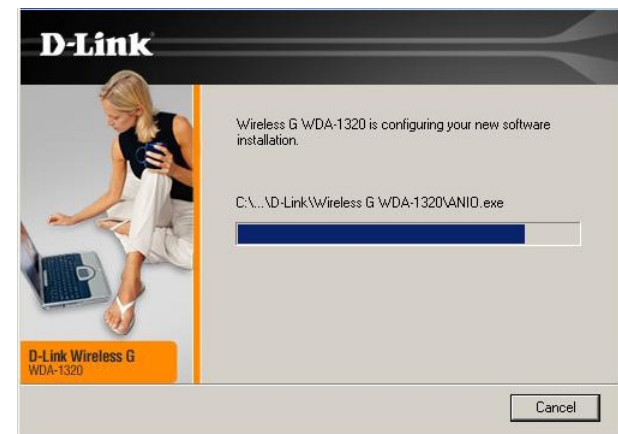 D-Link
Wireless G WDA-1320 is configuring your new software
installation.
C:\...\D-Link\Wireless G WDA-1320\ANIO.exe
D-Link Wireless G
WDA-1320
Cancel